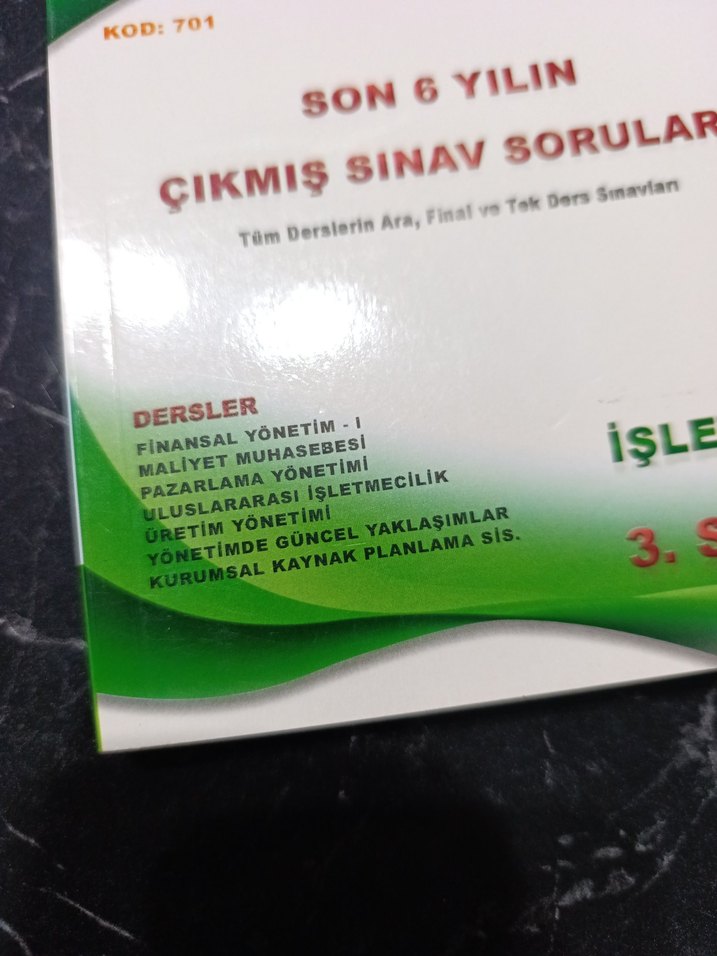 KOD: 701
SON 6 YILIN
ÇIKMIŞ SINAV SORULAR
Tüm Derslerin Ara, Final ve Tek Ders Sınavları
DERSLER
FİNANSAL YÖNETİM - I
MALİYET MUHASEBESİ
PAZARLAMA YÖNETİMİ
ULUSLARARASI İŞLETMECİLİK
ÜRETİM YÖNETİMİ
YÖNETİMDE GÜNCEL YAKLAŞIMLAR
KURUMSAL KAYNAK PLANLAMA SİS.
İŞLE
3. S